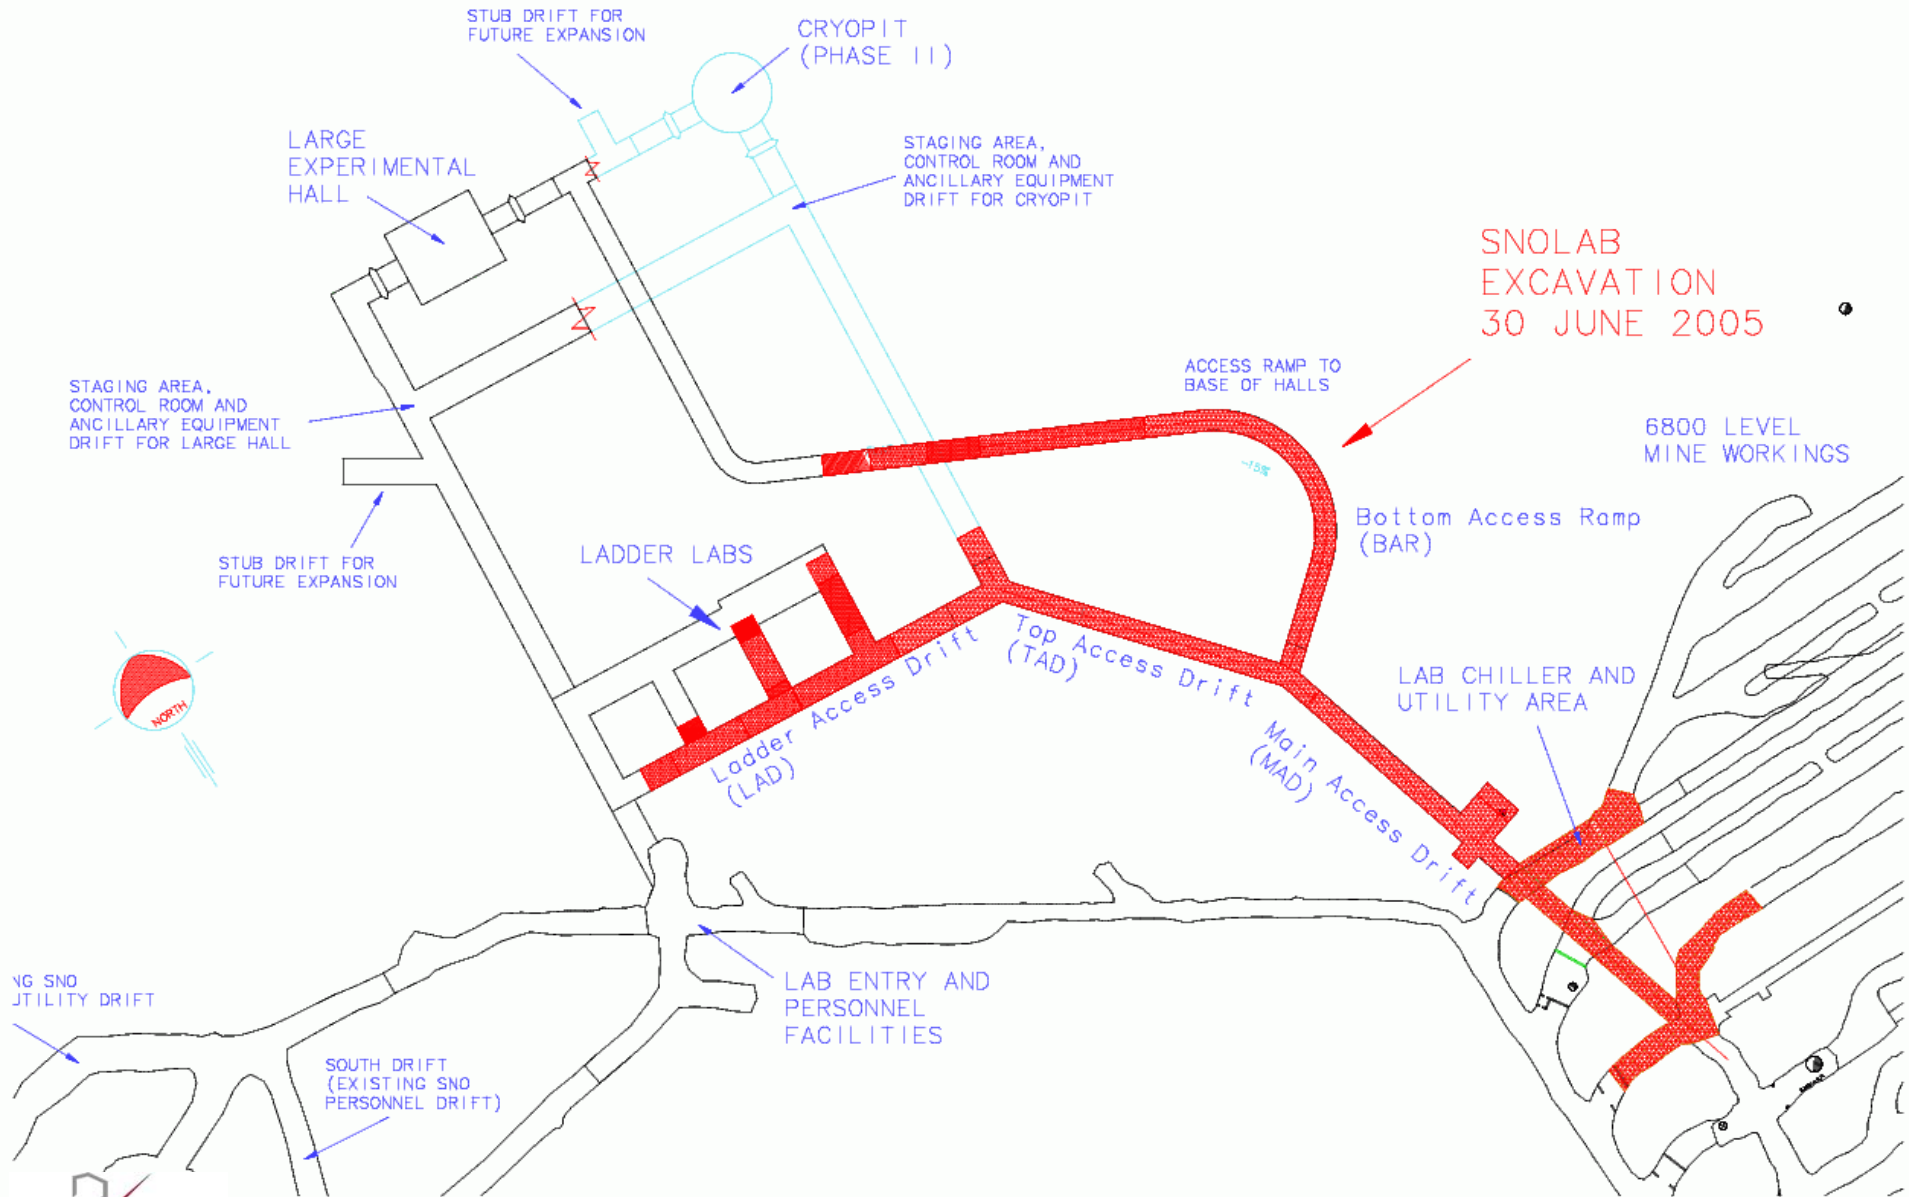 STUB DRIFT FOR
FUTURE EXPANSION
CRYOPIT
(PHASE II)
LARGE
EXPERIMENTAL
HALL
STAGING AREA,
CONTROL ROOM AND
ANCILLARY EQUIPMENT
DRIFT FOR CRYOPIT
SNOLAB
EXCAVATION
30 JUNE 2005
ACCESS RAMP TO
BASE OF HALLS
STAGING AREA,
CONTROL ROOM AND
ANCILLARY EQUIPMENT
DRIFT FOR LARGE HALL
6800 LEVEL
MINE WORKINGS
-15%
Bottom Access Ramp
(BAR)
STUB DRIFT FOR
FUTURE EXPANSION
LADDER LABS
Top Access Drift
(TAD)
Ladder Access Drift
(LAD)
Main Access Drift
(MAD)
LAB CHILLER AND
UTILITY AREA
NORTH
LAB ENTRY AND
PERSONNEL
FACILITIES
NG SNO
UTILITY DRIFT
SOUTH DRIFT
(EXISTING SNO
PERSONNEL DRIFT)